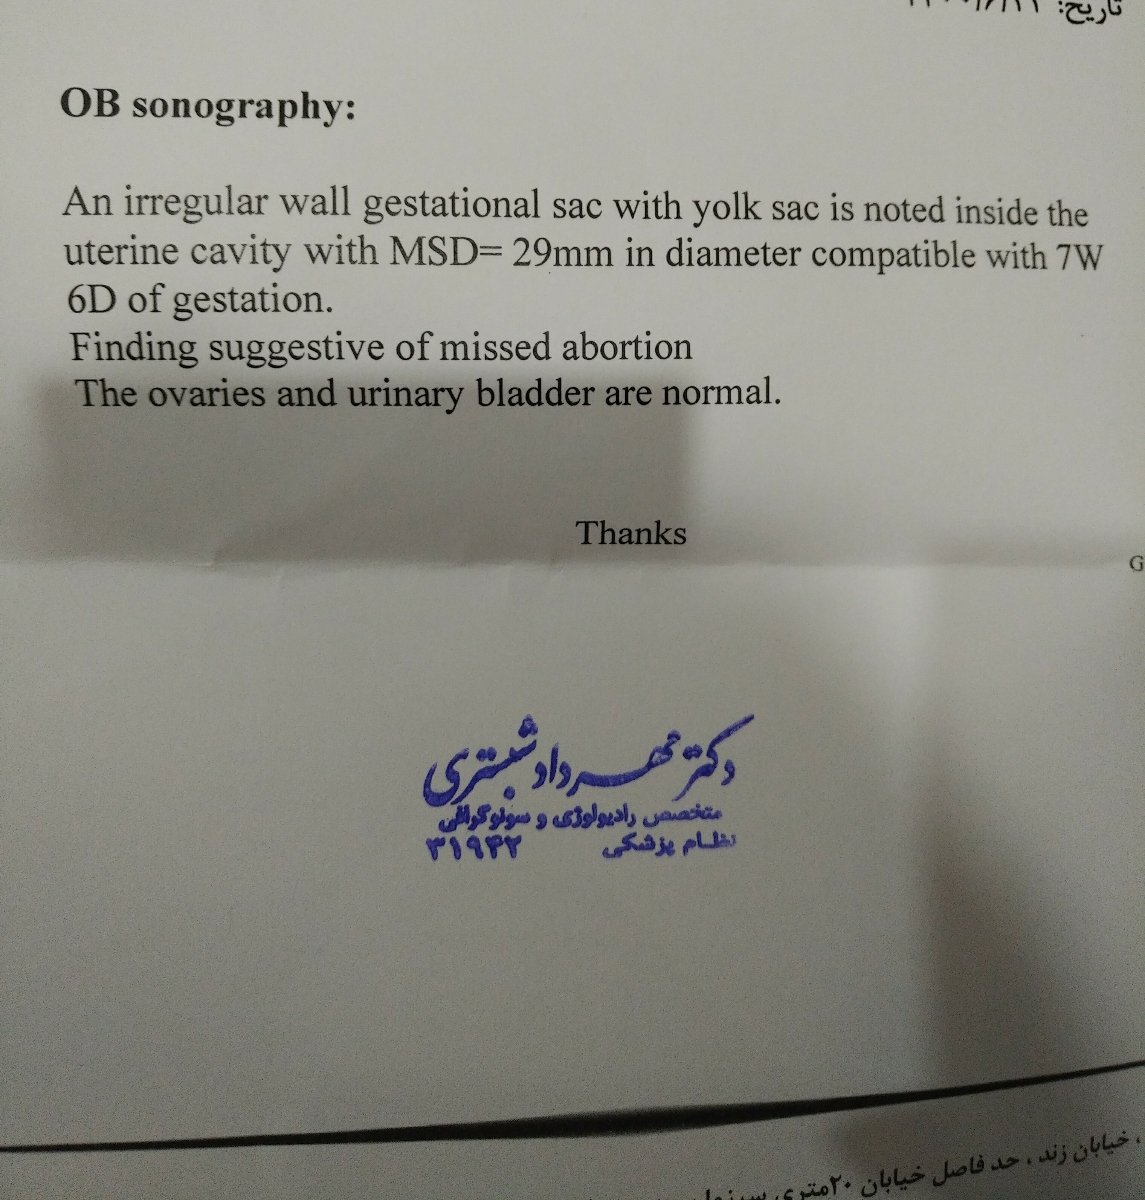 تاریخ:
OB sonography:
An irregular wall gestational sac with yolk sac is noted inside the
uterine cavity with MSD= 29mm in diameter compatible with 7W
6D of gestation.
Finding suggestive of missed abortion
The ovaries and urinary bladder are normal.
Thanks
G
دکتر مهرداد شبستری
متخصص رادیولوژی و سونوگرافی
نظام پزشکی ۳۱۹۴۲
، خیابان زند ، حد فاصل خیابان ۲۰متری